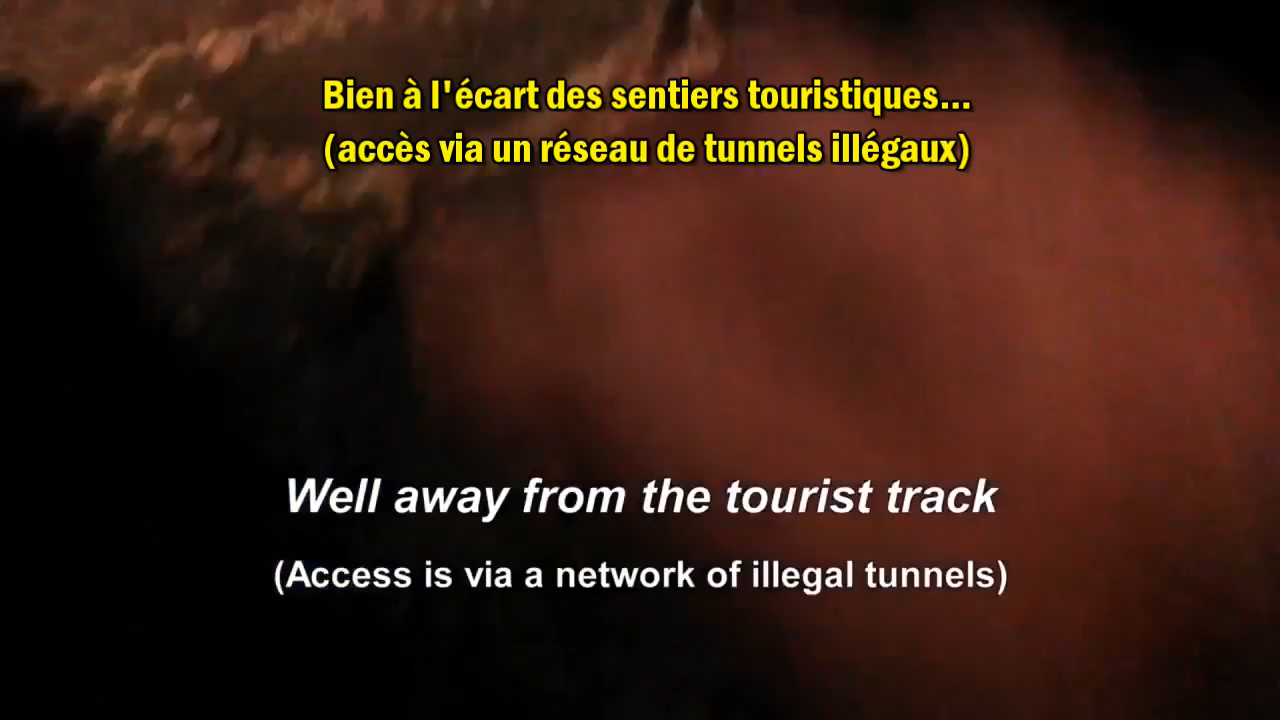 Bien à l'écart des sentiers touristiques...
(accès via un réseau de tunnels illégaux)
Well away from the tourist track
(Access is via a network of illegal tunnels)